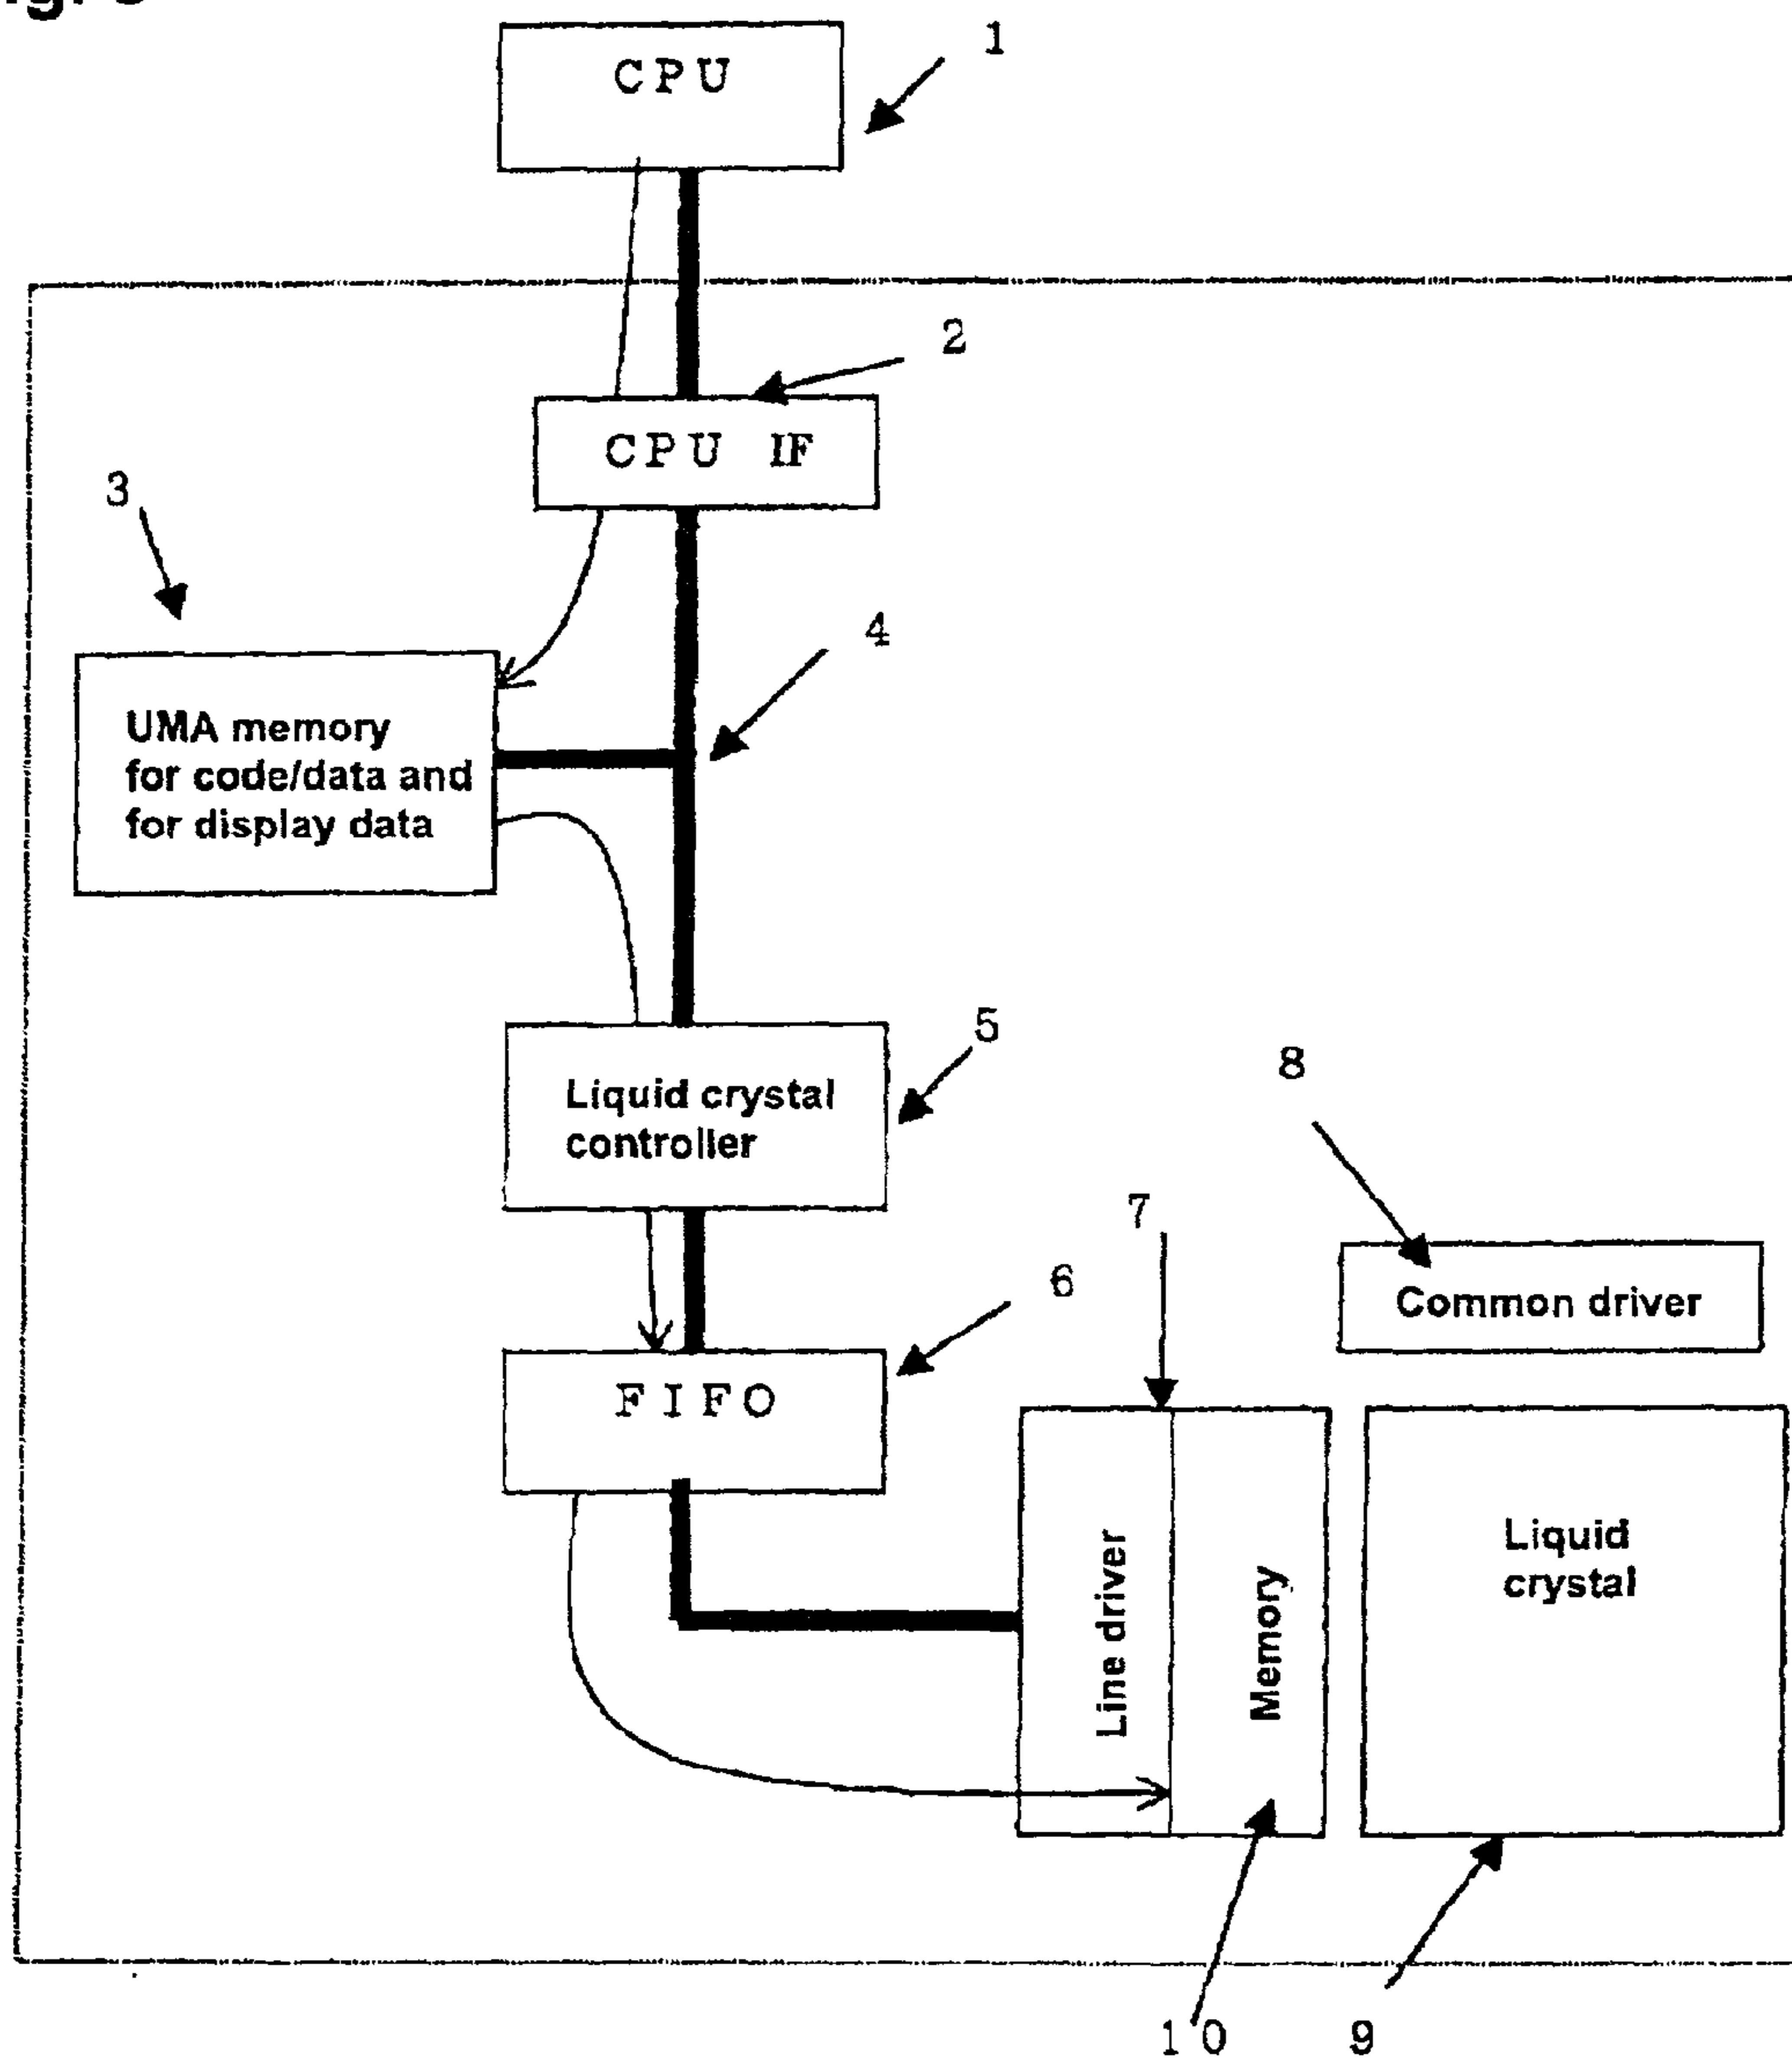 1
CPU
2
CPU IF
3
4
UMA memory
for code/data and
for display data
5
8
Liquid crystal
controller
7
6
Common driver
FIFO
Line driver
Memory
Liquid
crystal
10
9